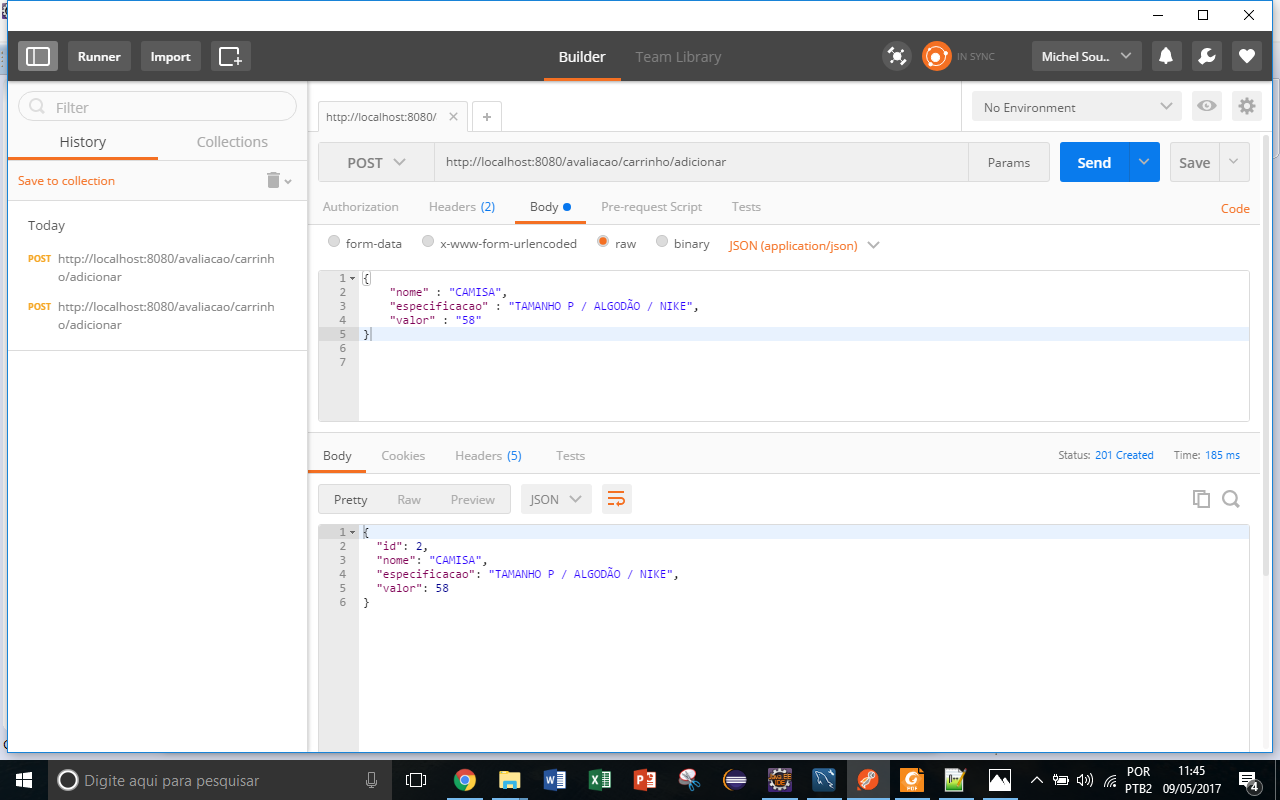 Runner
Import
Builder
Team Library
IN SYNC
Michel Sou..
Filter
History
Collections
Save to collection
Today
POST http://localhost:8080/avaliacao/carrinh
o/adicionar
POST http://localhost:8080/avaliacao/carrinh
o/adicionar
http://localhost:8080/
No Environment
POST
http://localhost:8080/avaliacao/carrinho/adicionar
Params
Send
Save
Authorization
Headers (2)
Body
Pre-request Script
Tests
Code
form-data
x-www-form-urlencoded
raw
binary
JSON (application/json)
1 {
2 "nome" : "CAMISA",
3 "especificacao" : "TAMANHO P / ALGODÃO / NIKE",
4 "valor" : "58"
5 }
6
7
Body
Cookies
Headers (5)
Tests
Status: 201 Created
Time: 185 ms
Pretty
Raw
Preview
JSON
1 {
2 "id": 2,
3 "nome": "CAMISA",
4 "especificacao": "TAMANHO P / ALGODÃO / NIKE",
5 "valor": 58
6 }
Digite aqui para pesquisar
POR
PTB2
11:45
09/05/2017
4